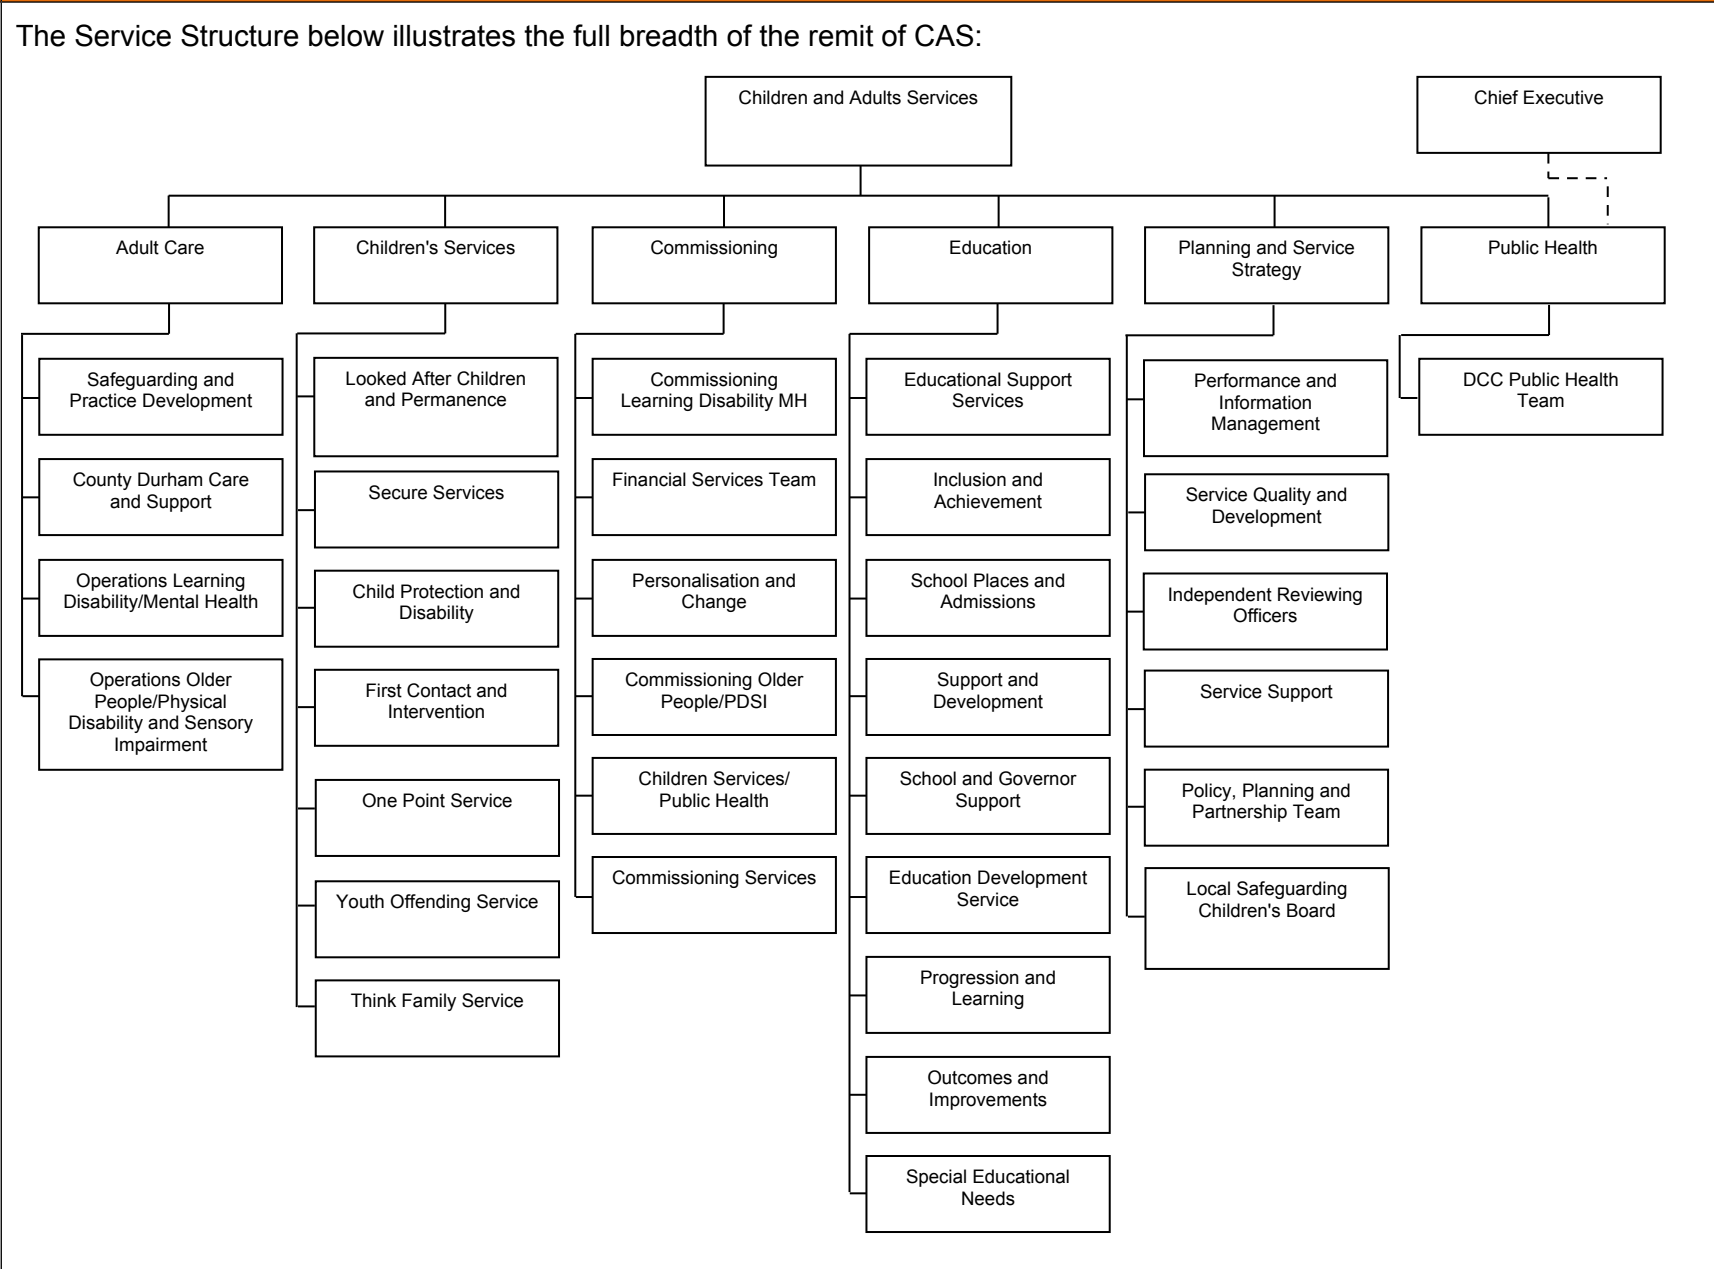 The Service Structure below illustrates the full breadth of the remit of CAS:
Children and Adults Services
Chief Executive
Adult Care
Children's Services
Commissioning
Education
Planning and Service
Strategy
Public Health
Safeguarding and
Practice Development
County Durham Care
and Support
Operations Learning
Disability/Mental Health
Operations Older
People/Physical
Disability and Sensory
Impairment
Looked After Children
and Permanence
Secure Services
Child Protection and
Disability
First Contact and
Intervention
One Point Service
Youth Offending Service
Think Family Service
Commissioning
Learning Disability MH
Financial Services Team
Personalisation and
Change
Commissioning Older
People/PDSI
Children Services/
Public Health
Commissioning Services
Educational Support
Services
Inclusion and
Achievement
School Places and
Admissions
Support and
Development
School and Governor
Support
Education Development
Service
Progression and
Learning
Outcomes and
Improvements
Special Educational
Needs
Performance and
Information
Management
Service Quality and
Development
Independent Reviewing
Officers
Service Support
Policy, Planning and
Partnership Team
Local Safeguarding
Children's Board
DCC Public Health
Team